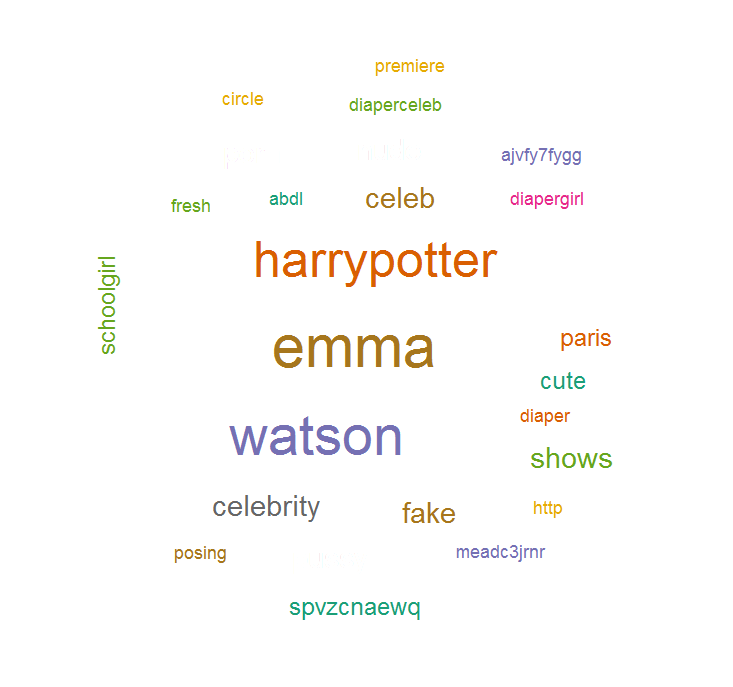 premiere
circle
diaperceleb
ajvfy7fygg
fresh
abdl
celeb
diapergirl
harrypotter
schoolgirl
emma
paris
cute
diaper
watson
shows
celebrity
fake
http
posing
meadc3jrnr
spvzcnaewq